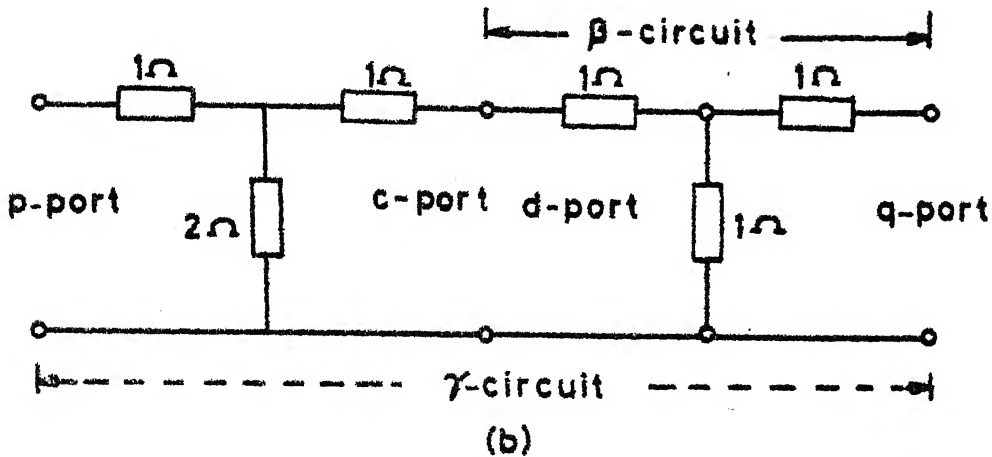 β-circuit
1Ω 1Ω 1Ω 1Ω
p-port 2Ω c-port d-port 1Ω q-port
γ-circuit
(b)